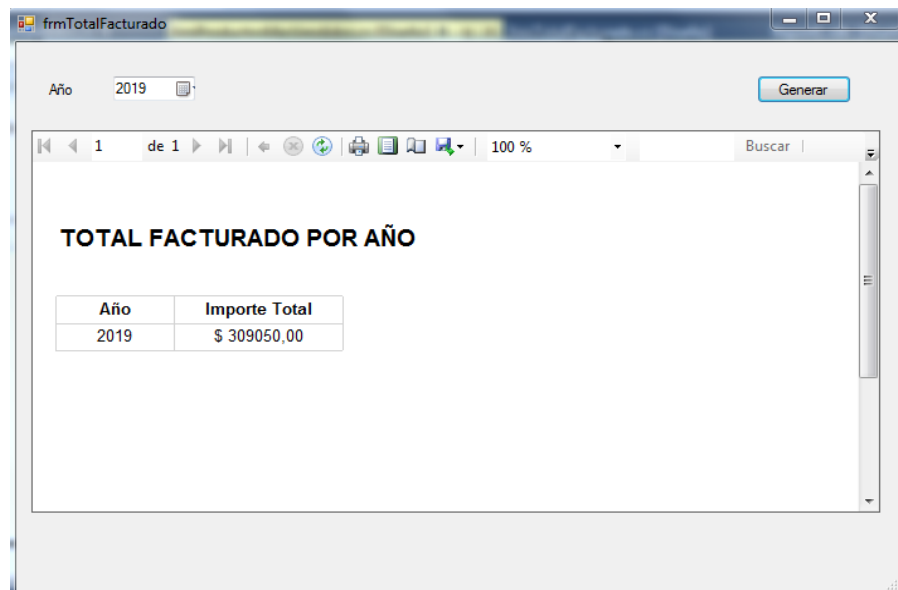 frmTotalFacturado
Año 2019 Generar
1 de 1 100 % Buscar
TOTAL FACTURADO POR AÑO
Año Importe Total
2019 $ 309050,00